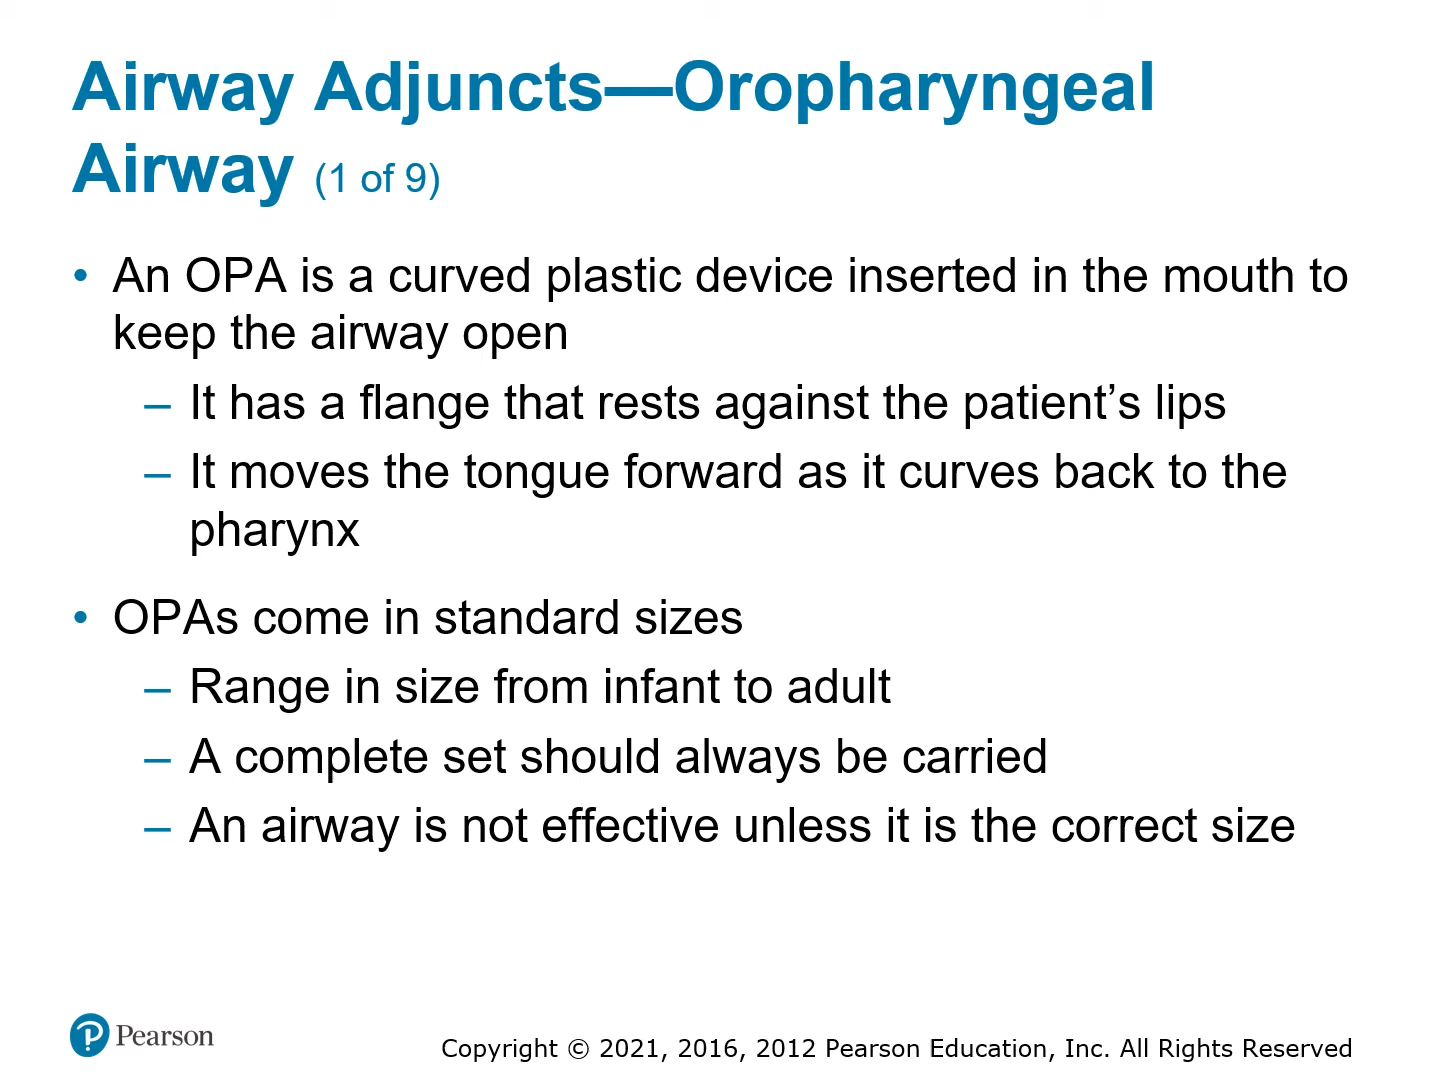 Airway Adjuncts—Oropharyngeal
Airway (1 of 9)
• An OPA is a curved plastic device inserted in the mouth to
keep the airway open
– It has a flange that rests against the patient’s lips
– It moves the tongue forward as it curves back to the
pharynx
• OPAs come in standard sizes
– Range in size from infant to adult
– A complete set should always be carried
– An airway is not effective unless it is the correct size
Pearson
Copyright © 2021, 2016, 2012 Pearson Education, Inc. All Rights Reserved